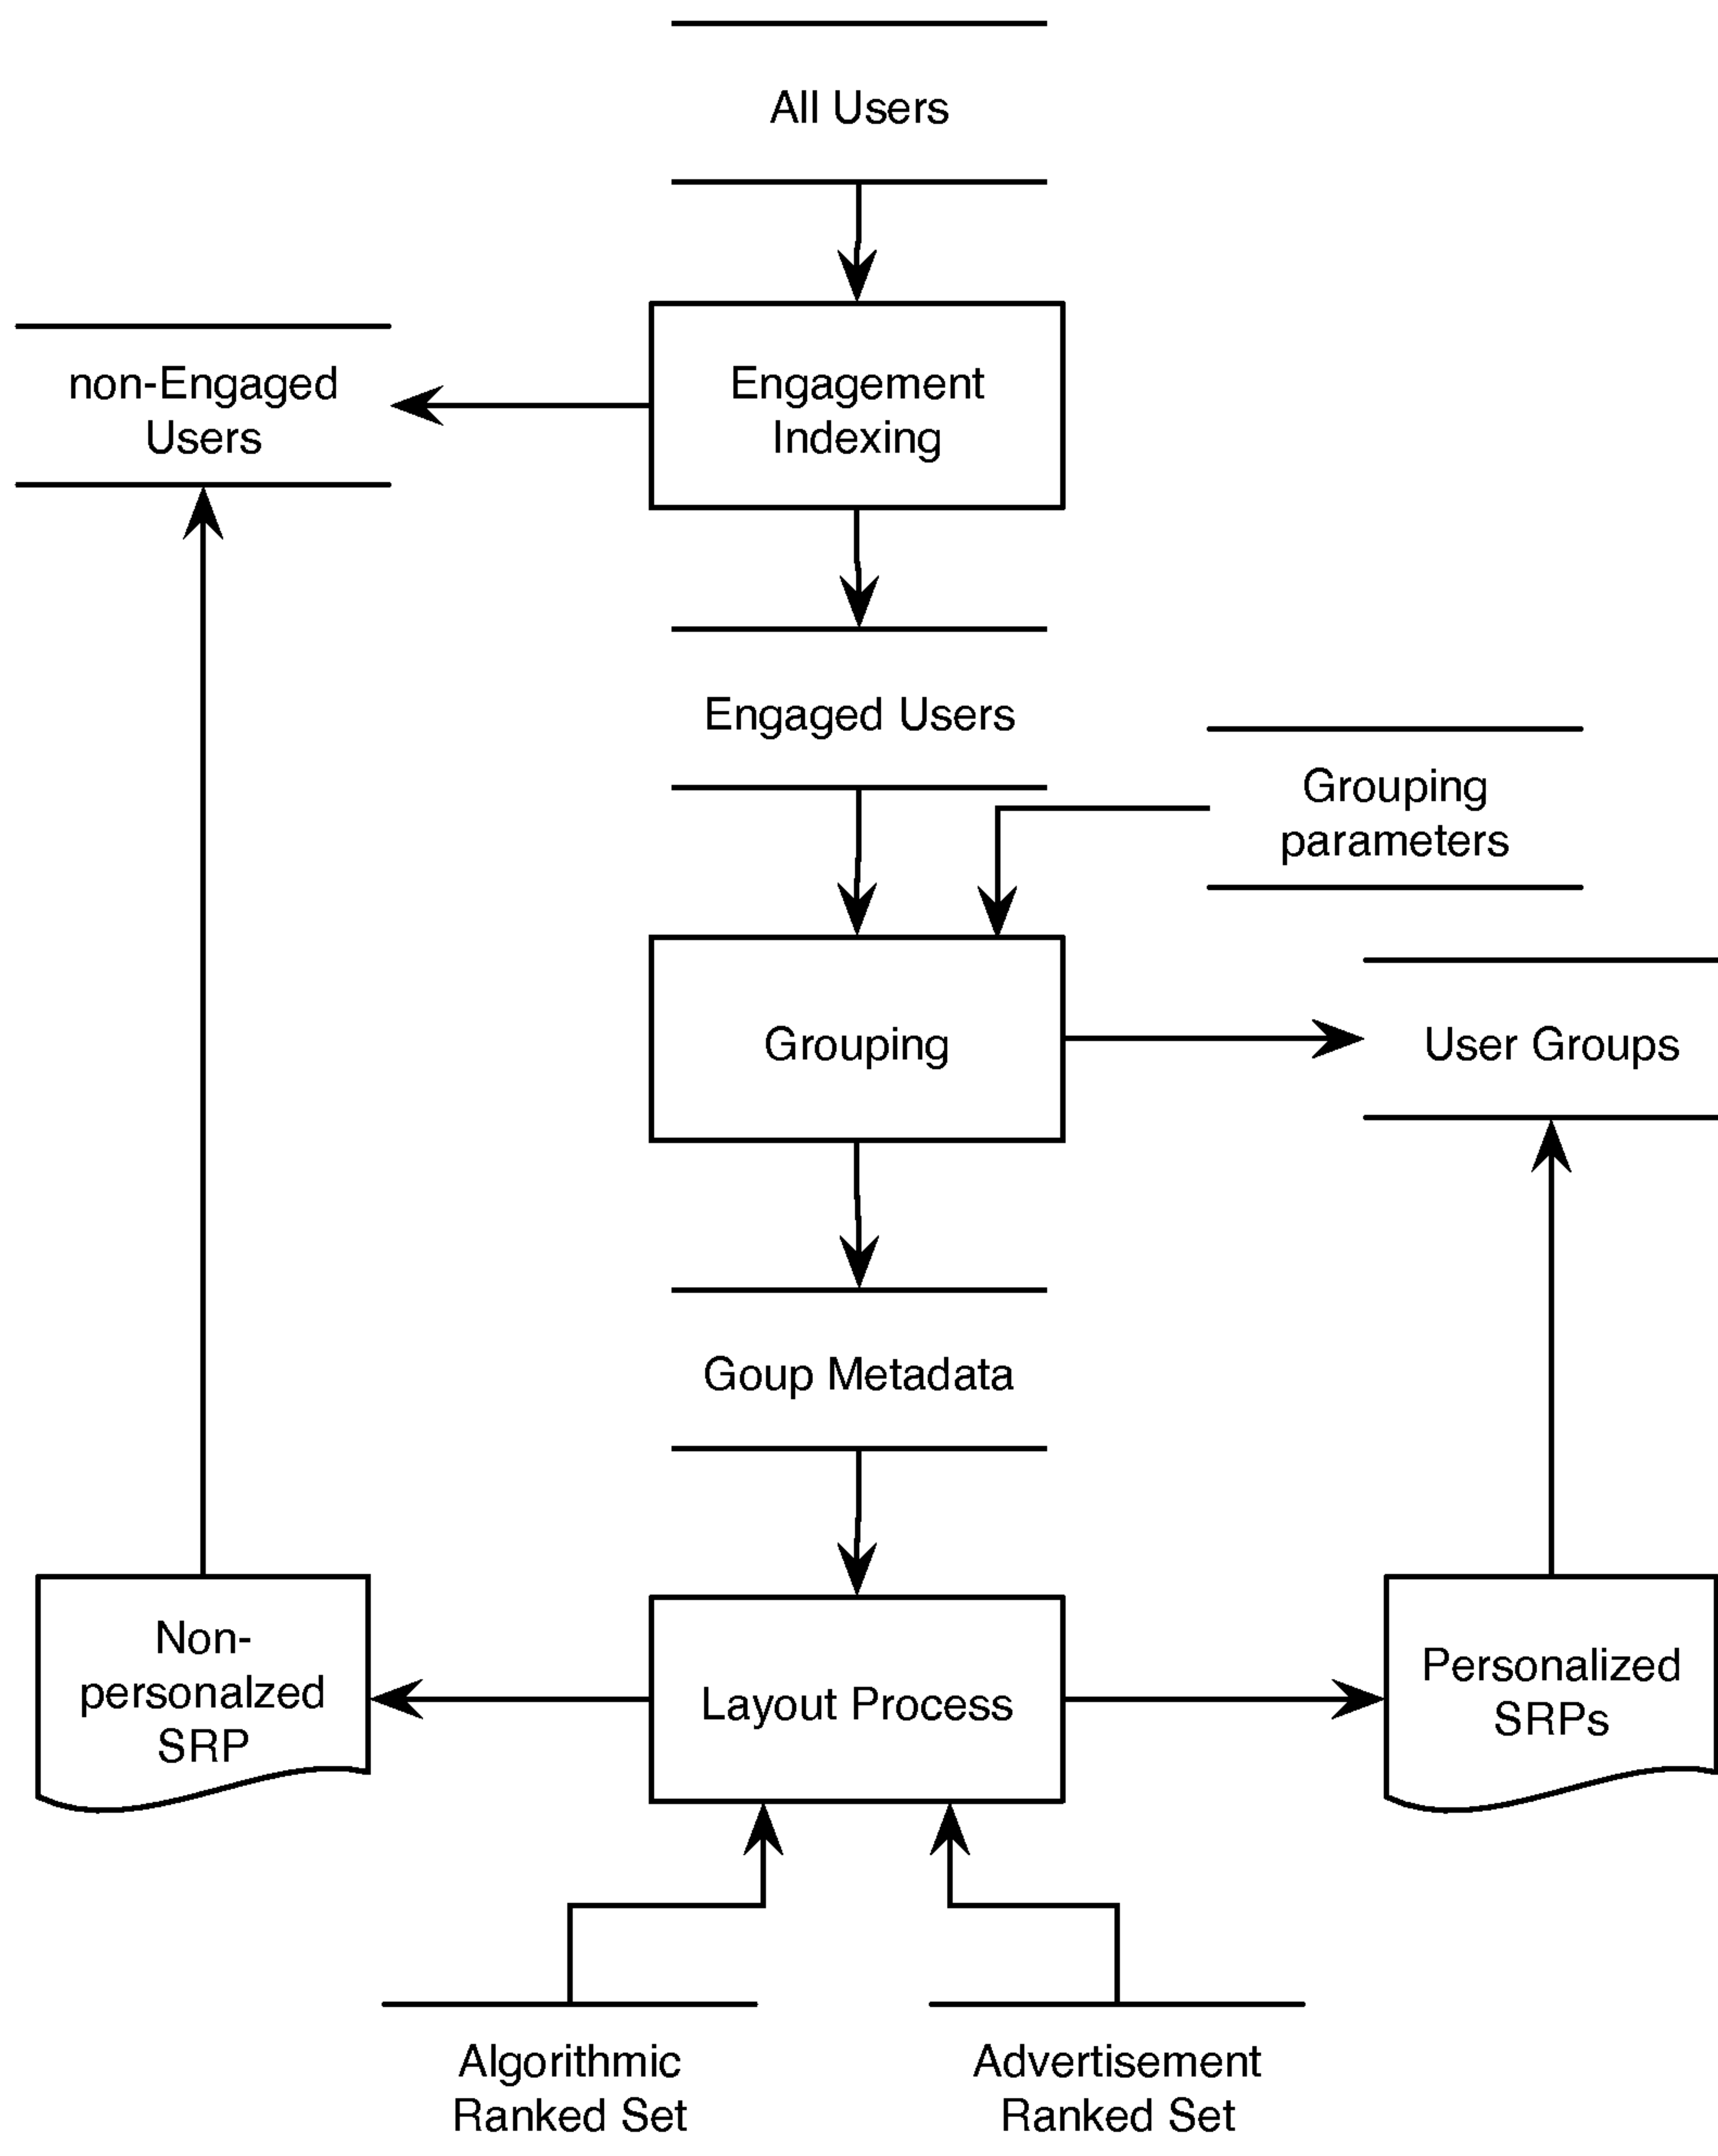 All Users
non-Engaged
Users
Engagement
Indexing
Engaged Users
Grouping
parameters
Grouping
User Groups
Goup Metadata
Non-
personalzed
SRP
Layout Process
Personalized
SRPs
Algorithmic
Ranked Set
Advertisement
Ranked Set